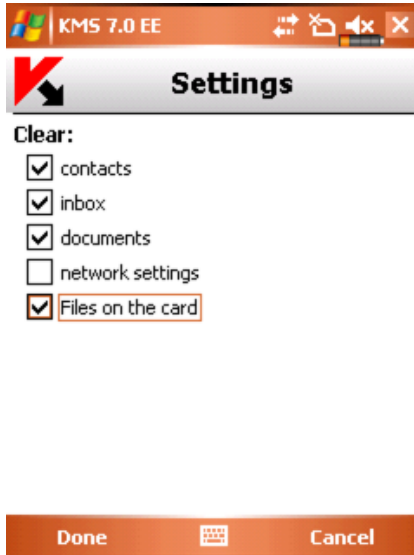 KMS 7.0 EE
Settings
Clear:
contacts
inbox
documents
network settings
Files on the card
Done
Cancel